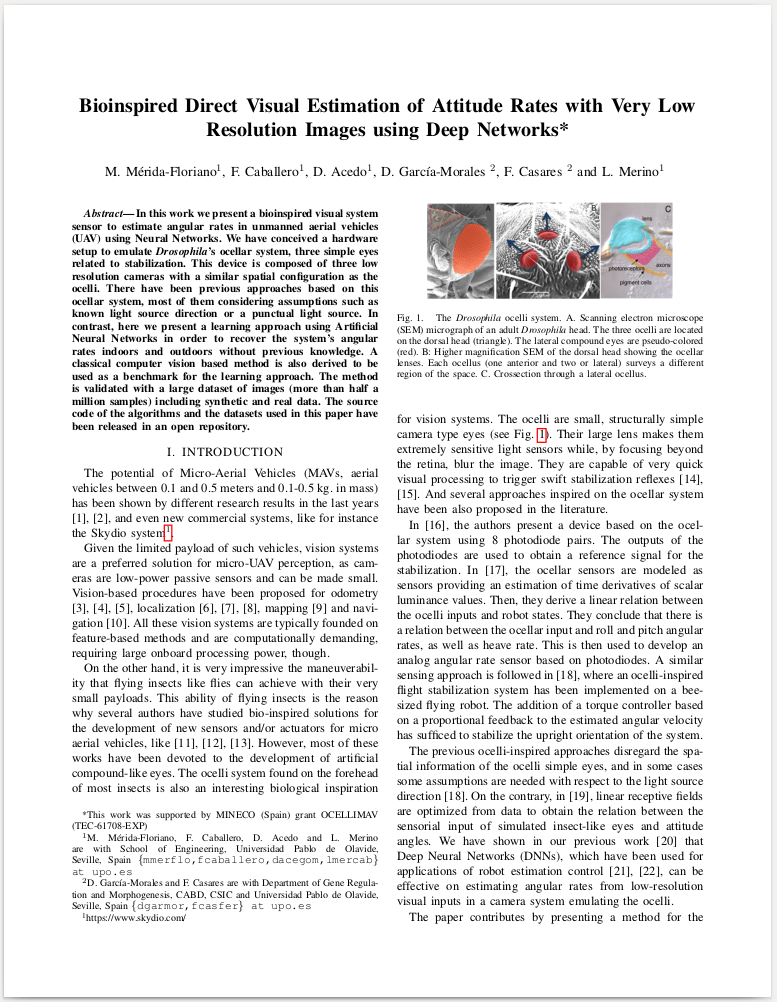 Bioinspired Direct Visual Estimation of Attitude Rates with Very Low
Resolution Images using Deep Networks*
M. Mérida-Floriano1, F. Caballero1, D. Acedo1, D. García-Morales 2, F. Casares 2 and L. Merino1
Abstract— In this work we present a bioinspired visual system
sensor to estimate angular rates in unmanned aerial vehicles
(UAV) using Neural Networks. We have conceived a hardware
setup to emulate Drosophila's ocellar system, three simple eyes
related to stabilization. This device is composed of three low
resolution cameras with a similar spatial configuration as the
ocelli. There have been previous approaches based on this
ocellar system, most of them considering assumptions such as
known light source direction or a punctual light source. In
contrast, here we present a learning approach using Artificial
Neural Networks in order to recover the system's angular
rates indoors and outdoors without previous knowledge. A
classical computer vision based method is also derived to be
used as a benchmark for the learning approach. The method
is validated with a large dataset of images (more than half a
million samples) including synthetic and real data. The source
code of the algorithms and the datasets used in this paper have
been released in an open repository.
I. INTRODUCTION
The potential of Micro-Aerial Vehicles (MAVs, aerial
vehicles between 0.1 and 0.5 meters and 0.1-0.5 kg. in mass)
has been shown by different research results in the last years
[1], [2], and even new commercial systems, like for instance
the Skydio system1.
Given the limited payload of such vehicles, vision systems
are a preferred solution for micro-UAV perception, as cam-
eras are low-power passive sensors and can be made small.
Vision-based procedures have been proposed for odometry
[3], [4], [5], localization [6], [7], [8], mapping [9] and navi-
gation [10]. All these vision systems are typically founded on
feature-based methods and are computationally demanding,
requiring large onboard processing power, though.
On the other hand, it is very impressive the maneuverabil-
ity that flying insects like flies can achieve with their very
small payloads. This ability of flying insects is the reason
why several authors have studied bio-inspired solutions for
the development of new sensors and/or actuators for micro
aerial vehicles, like [11], [12], [13]. However, most of these
works have been devoted to the development of artificial
compound-like eyes. The ocelli system found on the forehead
of most insects is also an interesting biological inspiration
*This work was supported by MINECO (Spain) grant OCELLIMAV
(TEC-61708-EXP)
1M. Mérida-Floriano, F. Caballero, D. Acedo and L. Merino
are with School of Engineering, Universidad Pablo de Olavide,
Seville, Spain {mmerflo,fcaballero,dacegom,lmercab}
at upo.es
2D. García-Morales and F. Casares are with Department of Gene Regula-
tion and Morphogenesis, CABD, CSIC and Universidad Pablo de Olavide,
Seville, Spain {dgarmor,fcasfer} at upo.es
1https://www.skydio.com/
A
B
C
lens
photoreceptors
axons
pigment cells
Fig. 1. The Drosophila ocelli system. A. Scanning electron microscope
(SEM) micrograph of an adult Drosophila head. The three ocelli are located
on the dorsal head (triangle). The lateral compound eyes are pseudo-colored
(red). B: Higher magnification SEM of the dorsal head showing the ocellar
lenses. Each ocellus (one anterior and two or lateral) surveys a different
region of the space. C. Crossection through a lateral ocellus.
for vision systems. The ocelli are small, structurally simple
camera type eyes (see Fig. 1). Their large lens makes them
extremely sensitive light sensors while, by focusing beyond
the retina, blur the image. They are capable of very quick
visual processing to trigger swift stabilization reflexes [14],
[15]. And several approaches inspired on the ocellar system
have been also proposed in the literature.
In [16], the authors present a device based on the ocel-
lar system using 8 photodiode pairs. The outputs of the
photodiodes are used to obtain a reference signal for the
stabilization. In [17], the ocellar sensors are modeled as
sensors providing an estimation of time derivatives of scalar
luminance values. Then, they derive a linear relation between
the ocelli inputs and robot states. They conclude that there is
a relation between the ocellar input and roll and pitch angular
rates, as well as heave rate. This is then used to develop an
analog angular rate sensor based on photodiodes. A similar
sensing approach is followed in [18], where an ocelli-inspired
flight stabilization system has been implemented on a bee-
sized flying robot. The addition of a torque controller based
on a proportional feedback to the estimated angular velocity
has sufficed to stabilize the upright orientation of the system.
The previous ocelli-inspired approaches disregard the spa-
tial information of the ocelli simple eyes, and in some cases
some assumptions are needed with respect to the light source
direction [18]. On the contrary, in [19], linear receptive fields
are optimized from data to obtain the relation between the
sensorial input of simulated insect-like eyes and attitude
angles. We have shown in our previous work [20] that
Deep Neural Networks (DNNs), which have been used for
applications of robot estimation control [21], [22], can be
effective on estimating angular rates from low-resolution
visual inputs in a camera system emulating the ocelli.
The paper contributes by presenting a method for the